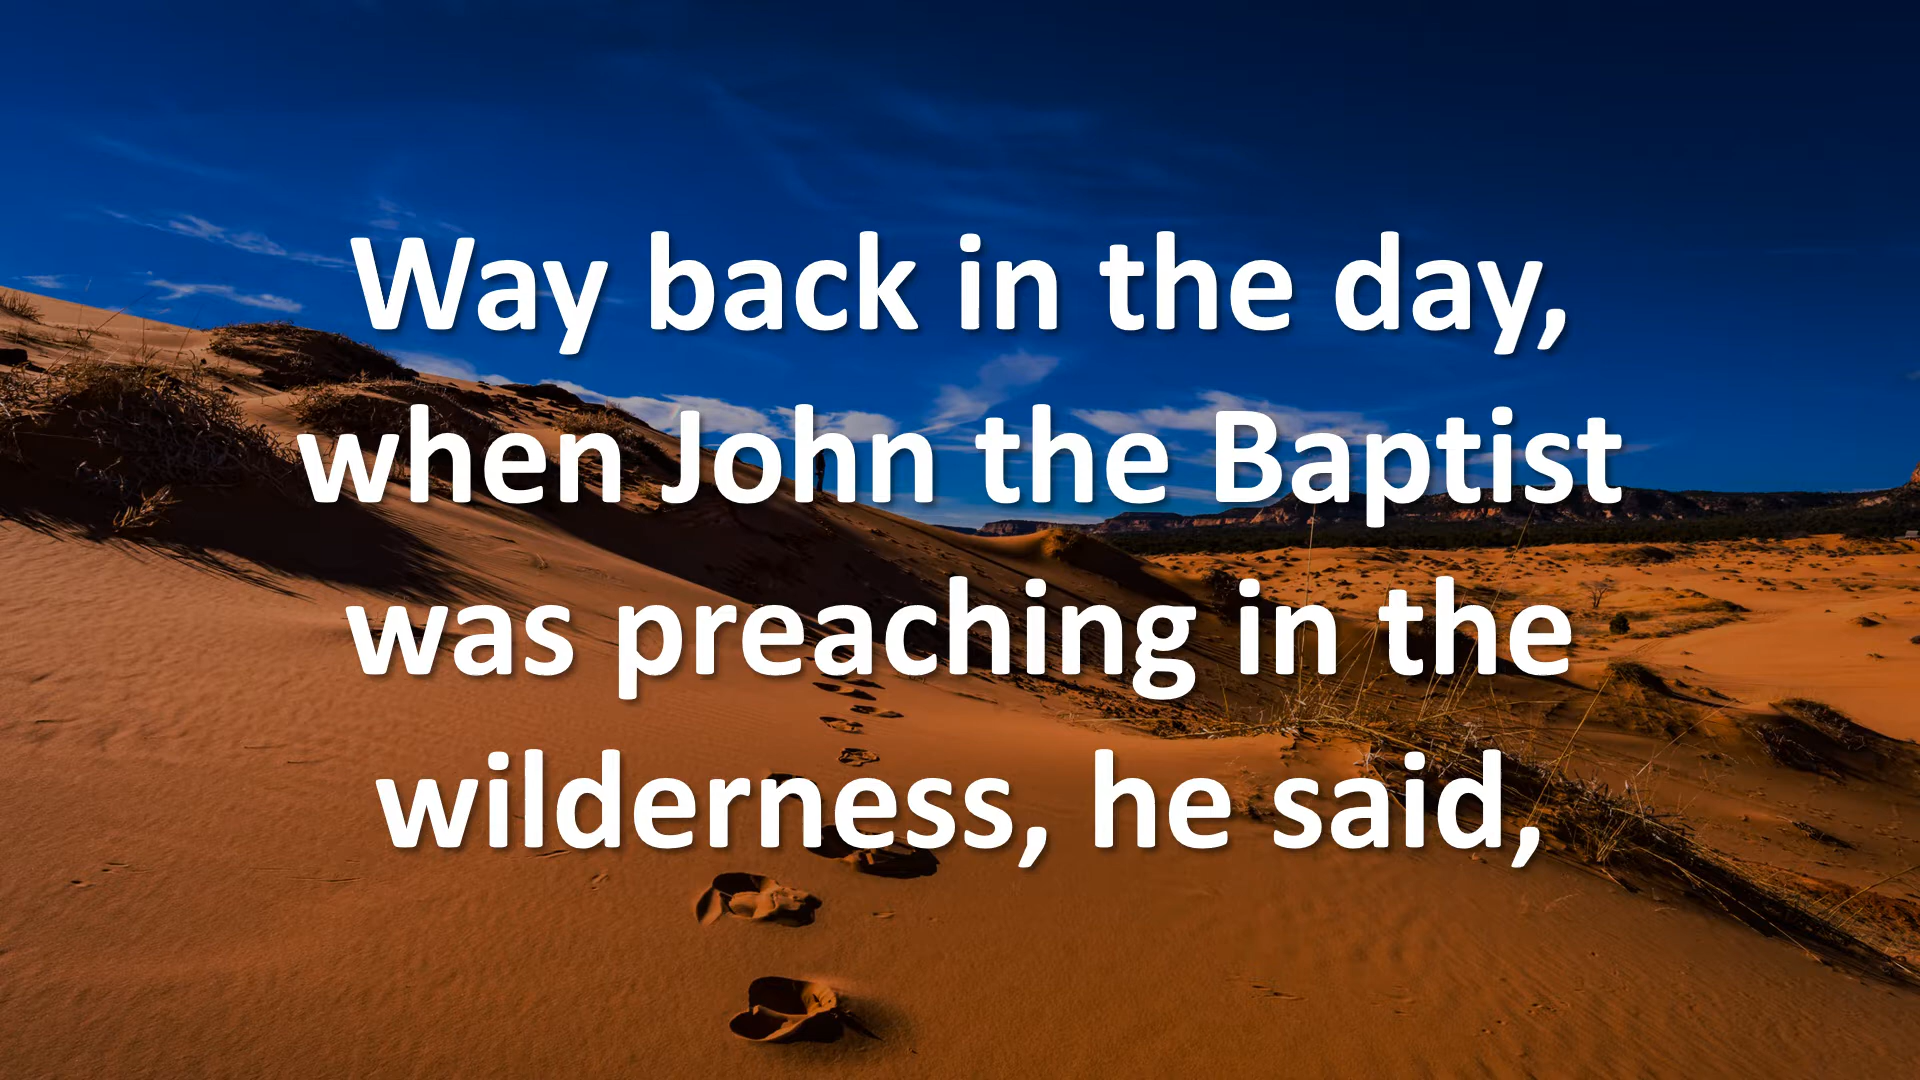 Way back in the day,
when John the Baptist
was preaching in the
wilderness, he said,